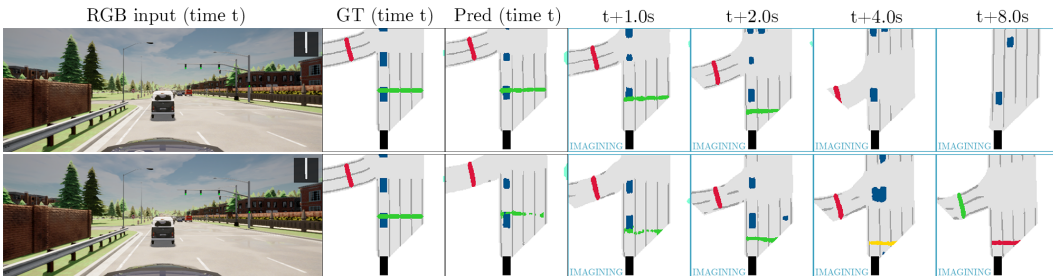 RGB input (time t) GT (time t) Pred (time t) t+1.0s t+2.0s t+4.0s t+8.0s
IMAGINING IMAGINING IMAGINING IMAGINING
IMAGINING IMAGINING IMAGINING IMAGINING